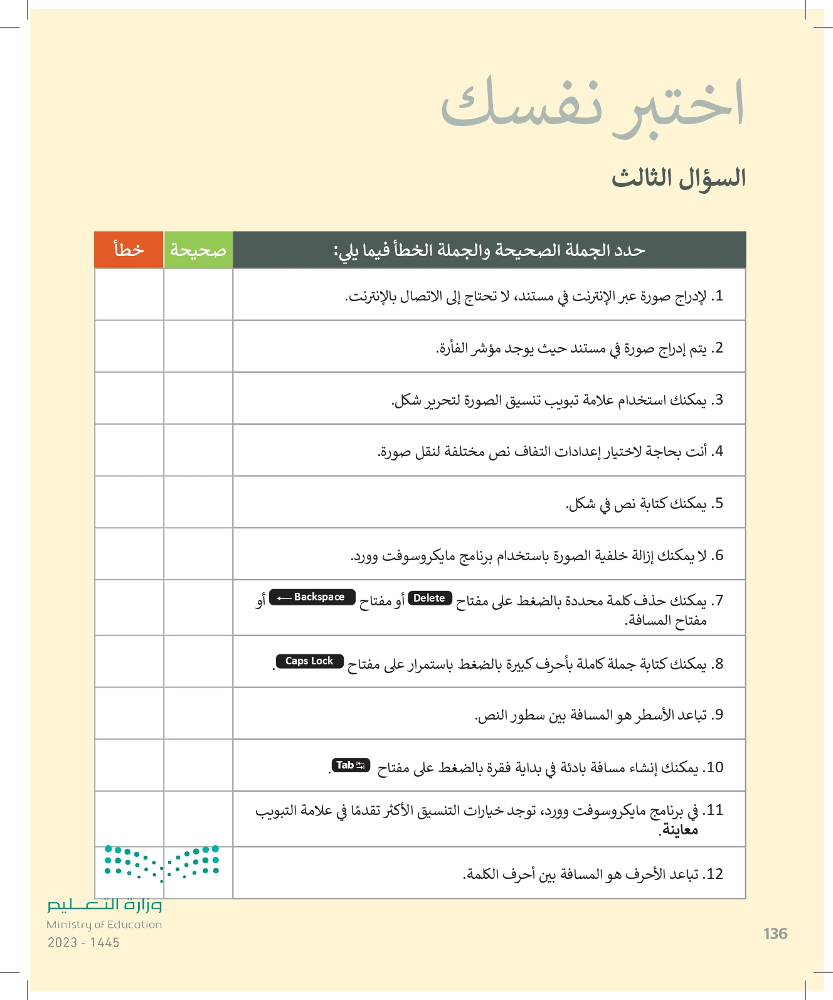 اختبر نفسك
السؤال الثالث
حدد الجملة الصحيحة والجملة الخطأ فيما يلي: صحيحة خطأ
1. لإدراج صورة عبر الإنترنت في مستند، لا تحتاج إلى الاتصال بالإنترنت.
2. يتم إدراج صورة في مستند حيث يوجد مؤشر الفأرة.
3. يمكنك استخدام علامة تبويب تنسيق الصورة لتحرير شكل.
4. أنت بحاجة لاختيار إعدادات التفاف نص مختلفة لنقل صورة.
5. يمكنك كتابة نص في شكل.
6. لا يمكنك إزالة خلفية الصورة باستخدام برنامج مايكروسوفت وورد.
7. يمكنك حذف كلمة محددة بالضغط على مفتاح Delete أو مفتاح Backspace ⟵ أو
مفتاح المسافة.
8. يمكنك كتابة جملة كاملة بأحرف كبيرة بالضغط باستمرار على مفتاح Caps Lock.
9. تباعد الأسطر هو المسافة بين سطور النص.
10. يمكنك إنشاء مسافة بادئة في بداية فقرة بالضغط على مفتاح Tab ↹.
11. في برنامج مايكروسوفت وورد، توجد خيارات التنسيق الأكثر تقدمًا في علامة التبويب
معاينة.
12. تباعد الأحرف هو المسافة بين أحرف الكلمة.
وزارة التعليم
Ministry of Education
2023 - 1445
136